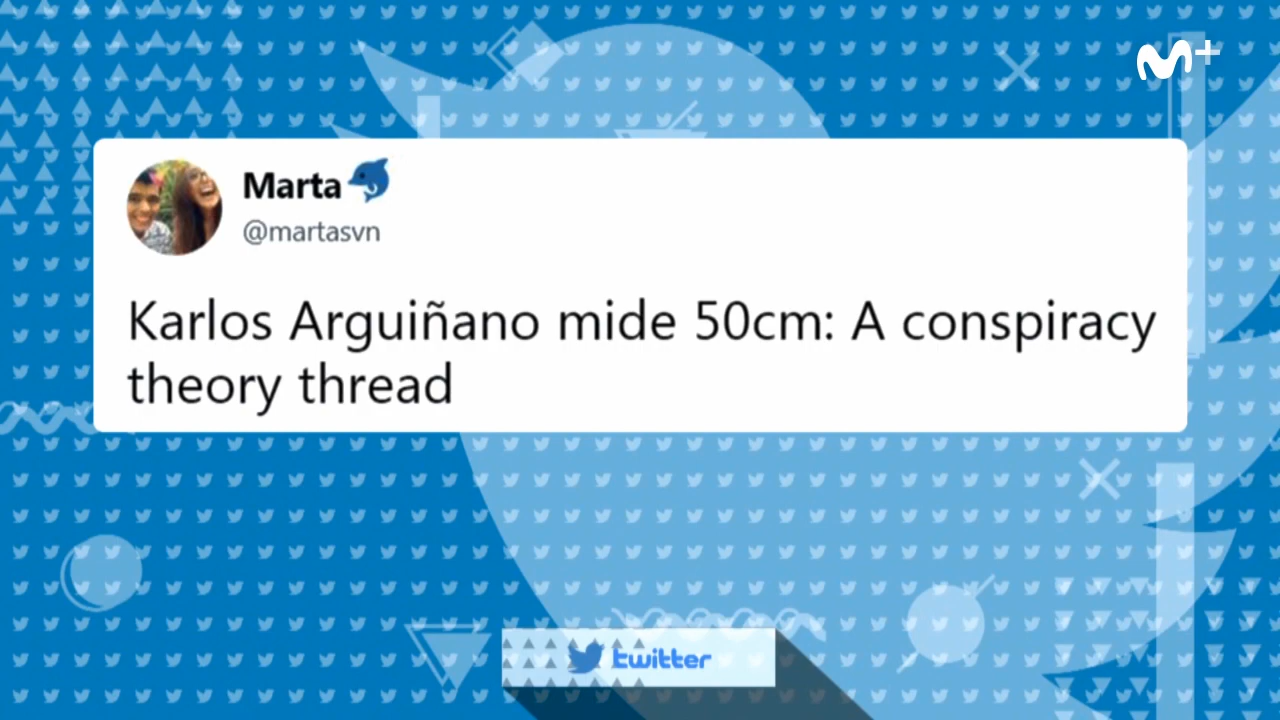 M+
Marta
@martasvn
Karlos Arguiñano mide 50cm: A conspiracy
theory thread
twitter